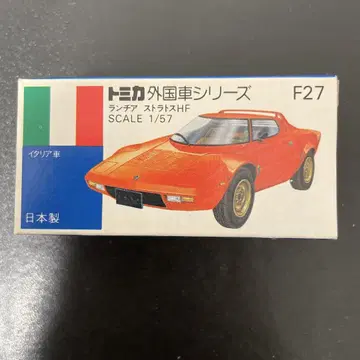 トミカ外国車シリーズ F27
ランチア ストラトスHF
SCALE 1/57
イタリア車
日本製